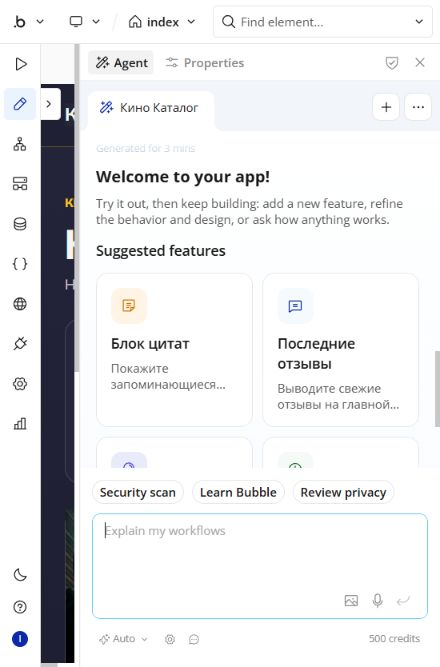 .b
index
Find element...
Agent
Properties
Кино Каталог
Generated for 3 mins
Welcome to your app!
Try it out, then keep building: add a new feature, refine
the behavior and design, or ask how anything works.
Suggested features
Блок цитат
Покажите
запоминающиеся...
Последние
отзывы
Выводите свежие
отзывы на главной...
Security scan
Learn Bubble
Review privacy
Explain my workflows
Auto
500 credits
I